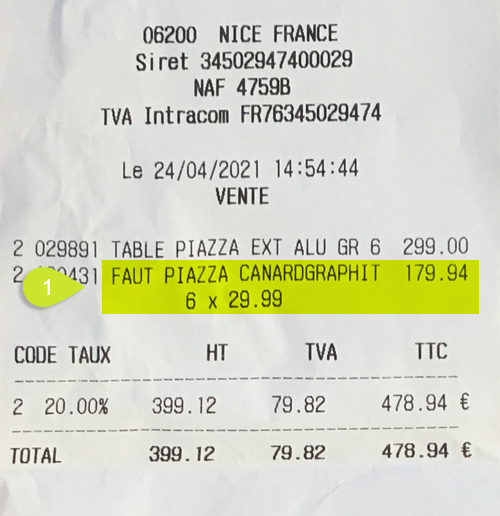 06200 NICE FRANCE
Siret 34502947400029
NAF 4759B
TVA Intracom FR76345029474
Le 24/04/2021 14:54:44
VENTE
2 029891 TABLE PIAZZA EXT ALU GR 6 299.00
2 FAUT PIAZZA CANARDGRAPHIT 179.94
1
6 x 29.99
CODE TAUX HT TVA TTC
2 20.00% 399.12 79.82 478.94 €
TOTAL 399.12 79.82 478.94 €